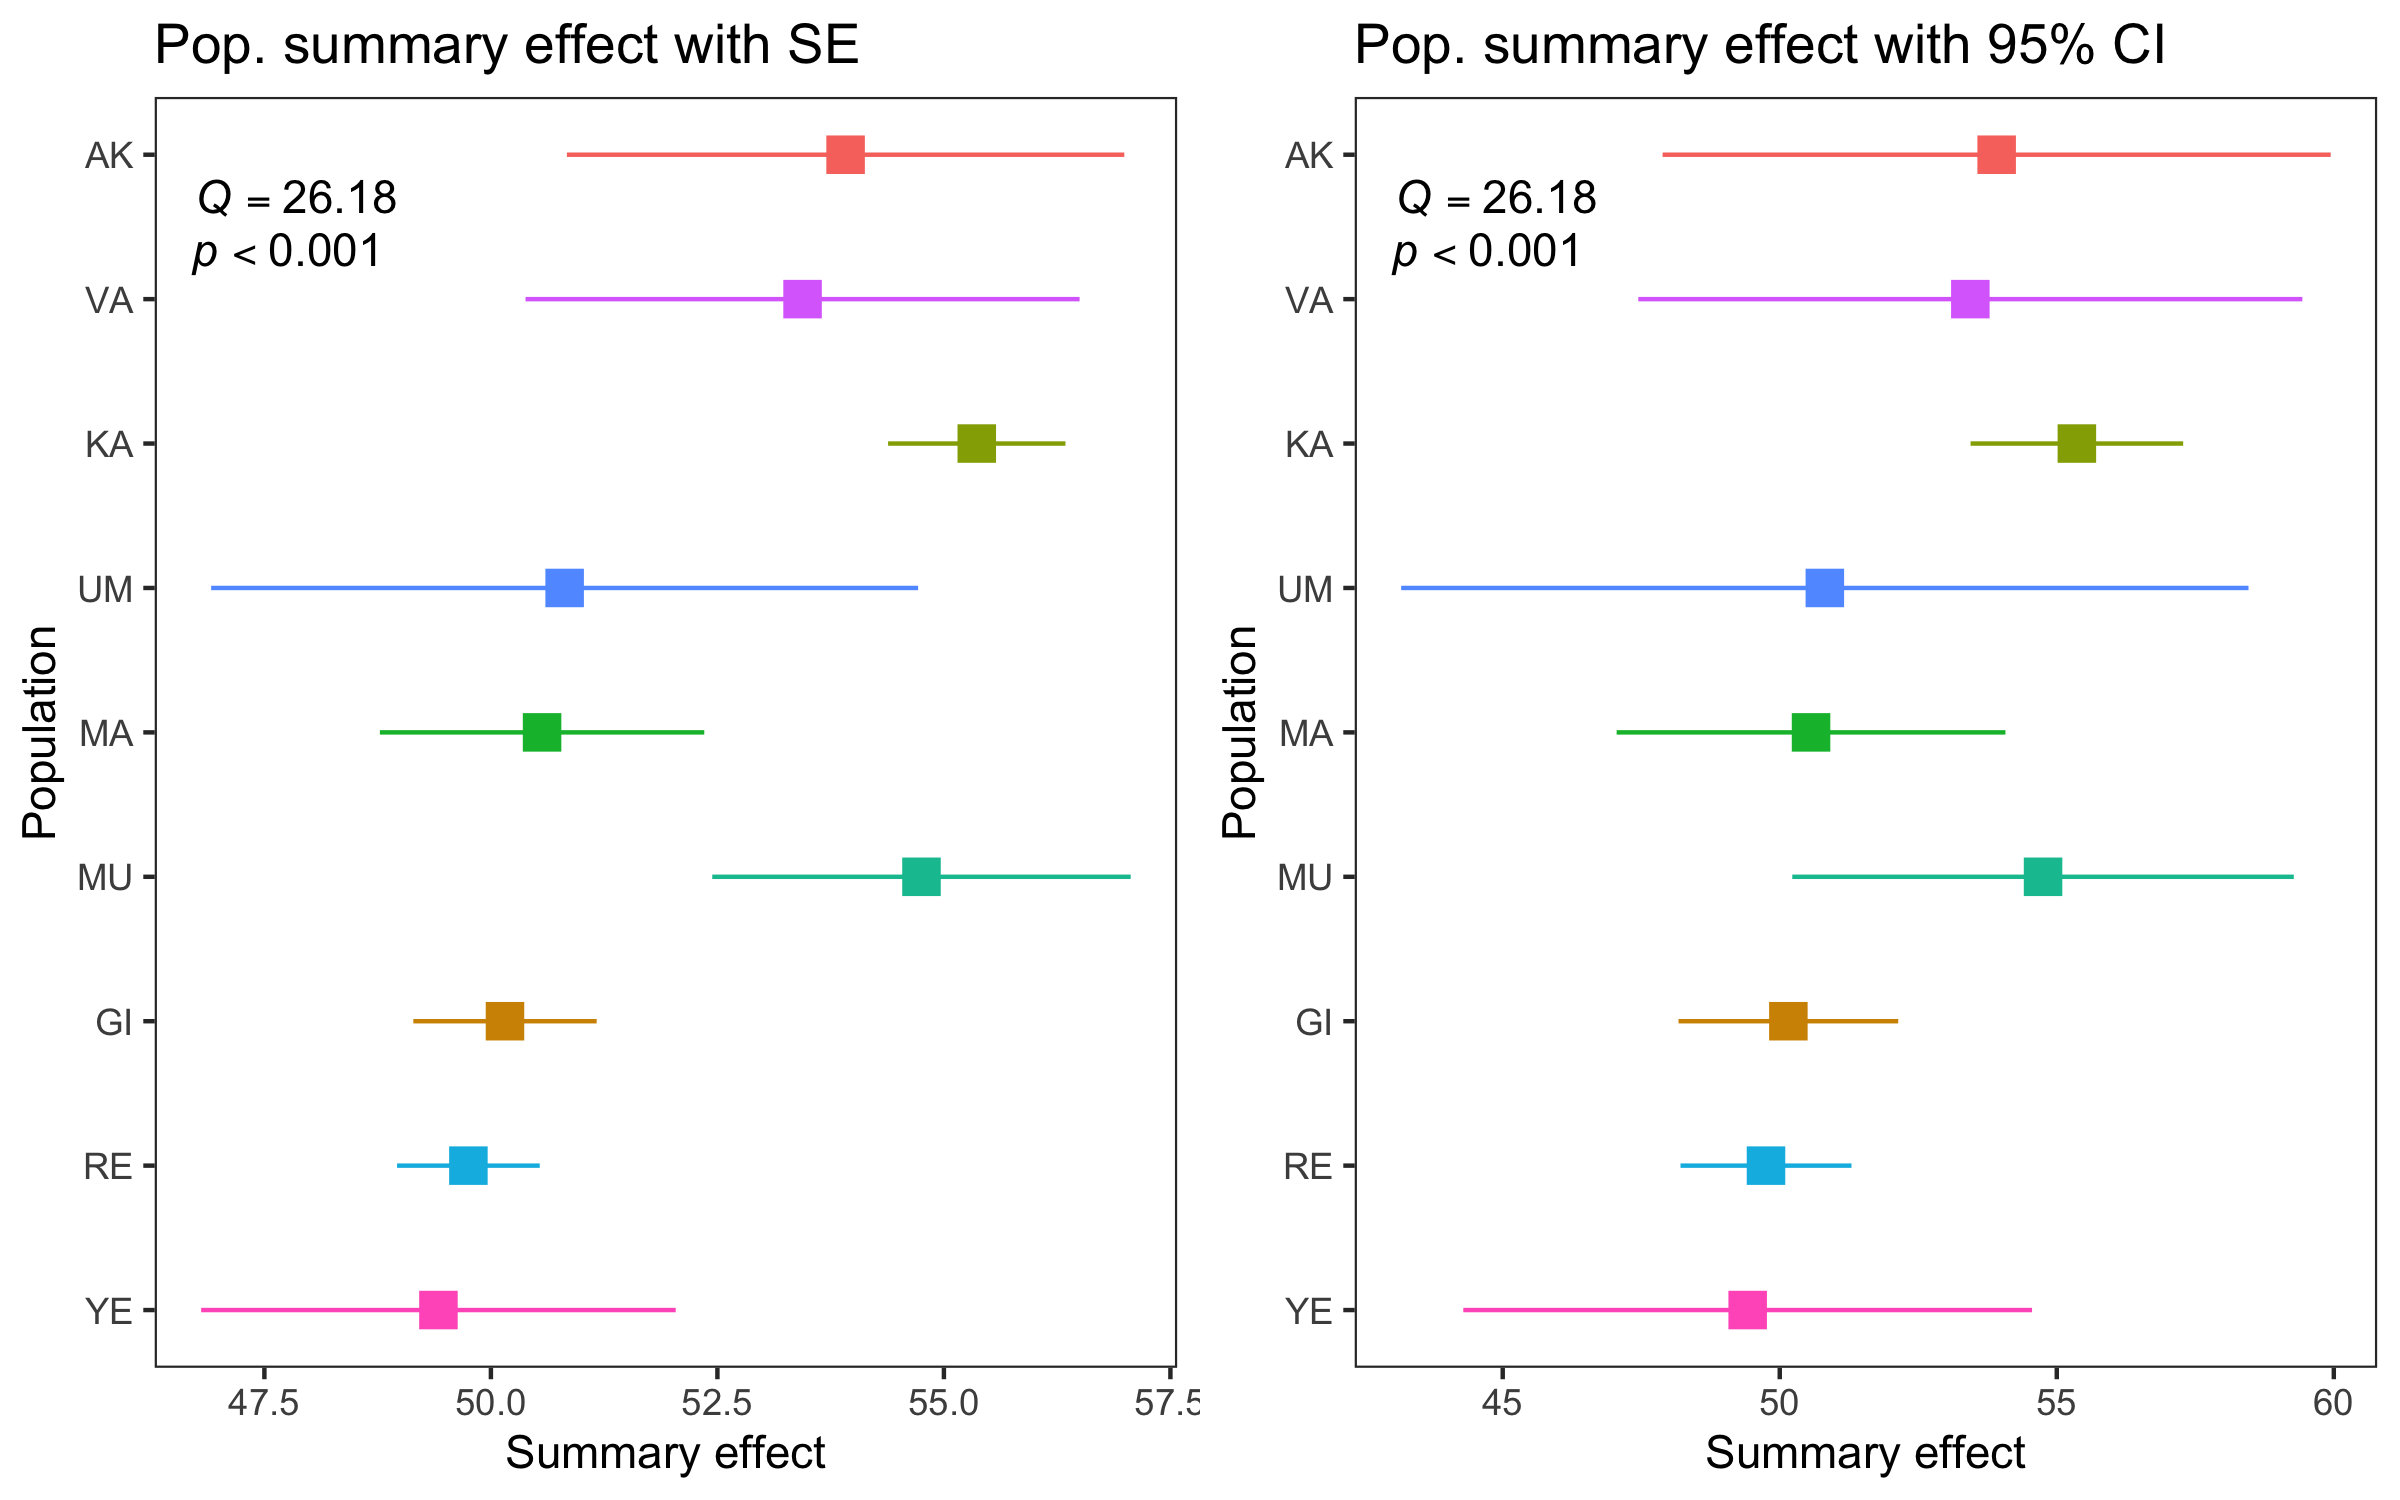 Pop. summary effect with SE
Q = 26.18
p < 0.001
AK
VA
KA
UM
MA
MU
GI
RE
YE
Population
47.5 50.0 52.5 55.0 57.5
Summary effect
Pop. summary effect with 95% CI
Q = 26.18
p < 0.001
AK
VA
KA
UM
MA
MU
GI
RE
YE
Population
45 50 55 60
Summary effect